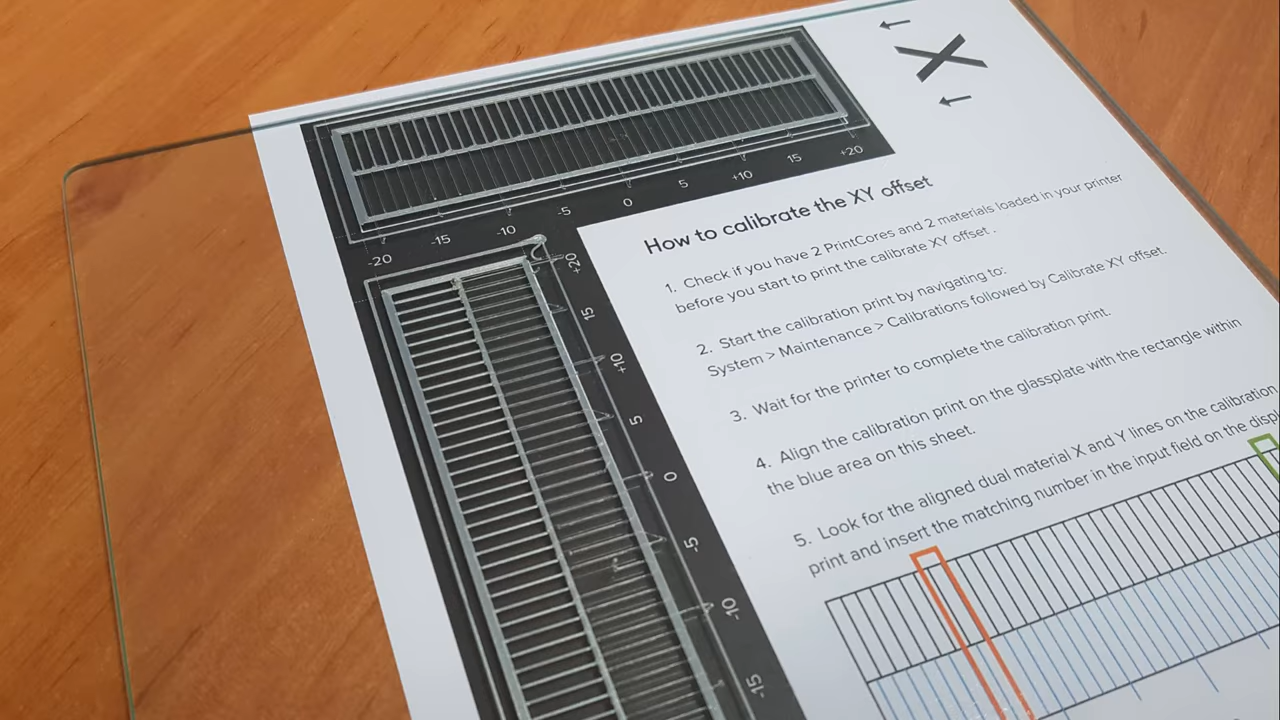 X
-20
-15
-10
-5
0
5
+10
15
+20
+20
15
+10
5
0
-5
-10
-15
How to calibrate the XY offset
1. Check if you have 2 PrintCores and 2 materials loaded in your printer
before you start to print the calibrate XY offset .
2. Start the calibration print by navigating to:
System > Maintenance > Calibrations followed by Calibrate XY offset.
3. Wait for the printer to complete the calibration print.
4. Align the calibration print on the glassplate with the rectangle within
the blue area on this sheet.
5. Look for the aligned dual material X and Y lines on the calibration
print and insert the matching number in the input field on the